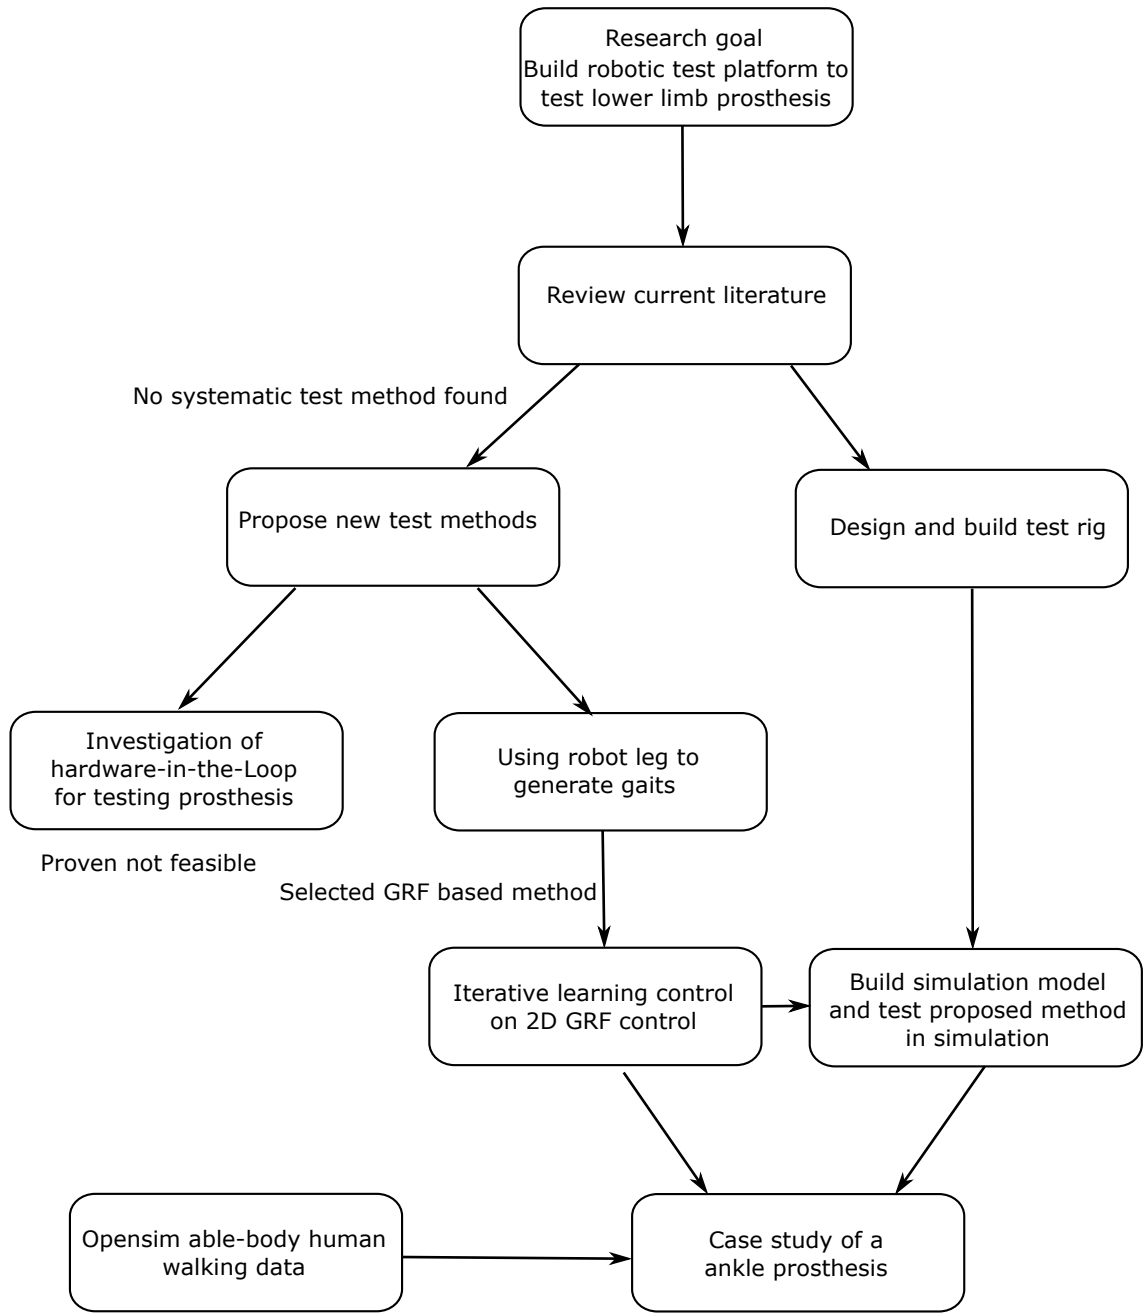 Research goal
Build robotic test platform to
test lower limb prosthesis
Review current literature
No systematic test method found
Propose new test methods
Design and build test rig
Investigation of
hardware-in-the-Loop
for testing prosthesis
Using robot leg to
generate gaits
Proven not feasible
Selected GRF based method
Iterative learning control
on 2D GRF control
Build simulation model
and test proposed method
in simulation
Opensim able-body human
walking data
Case study of a
ankle prosthesis